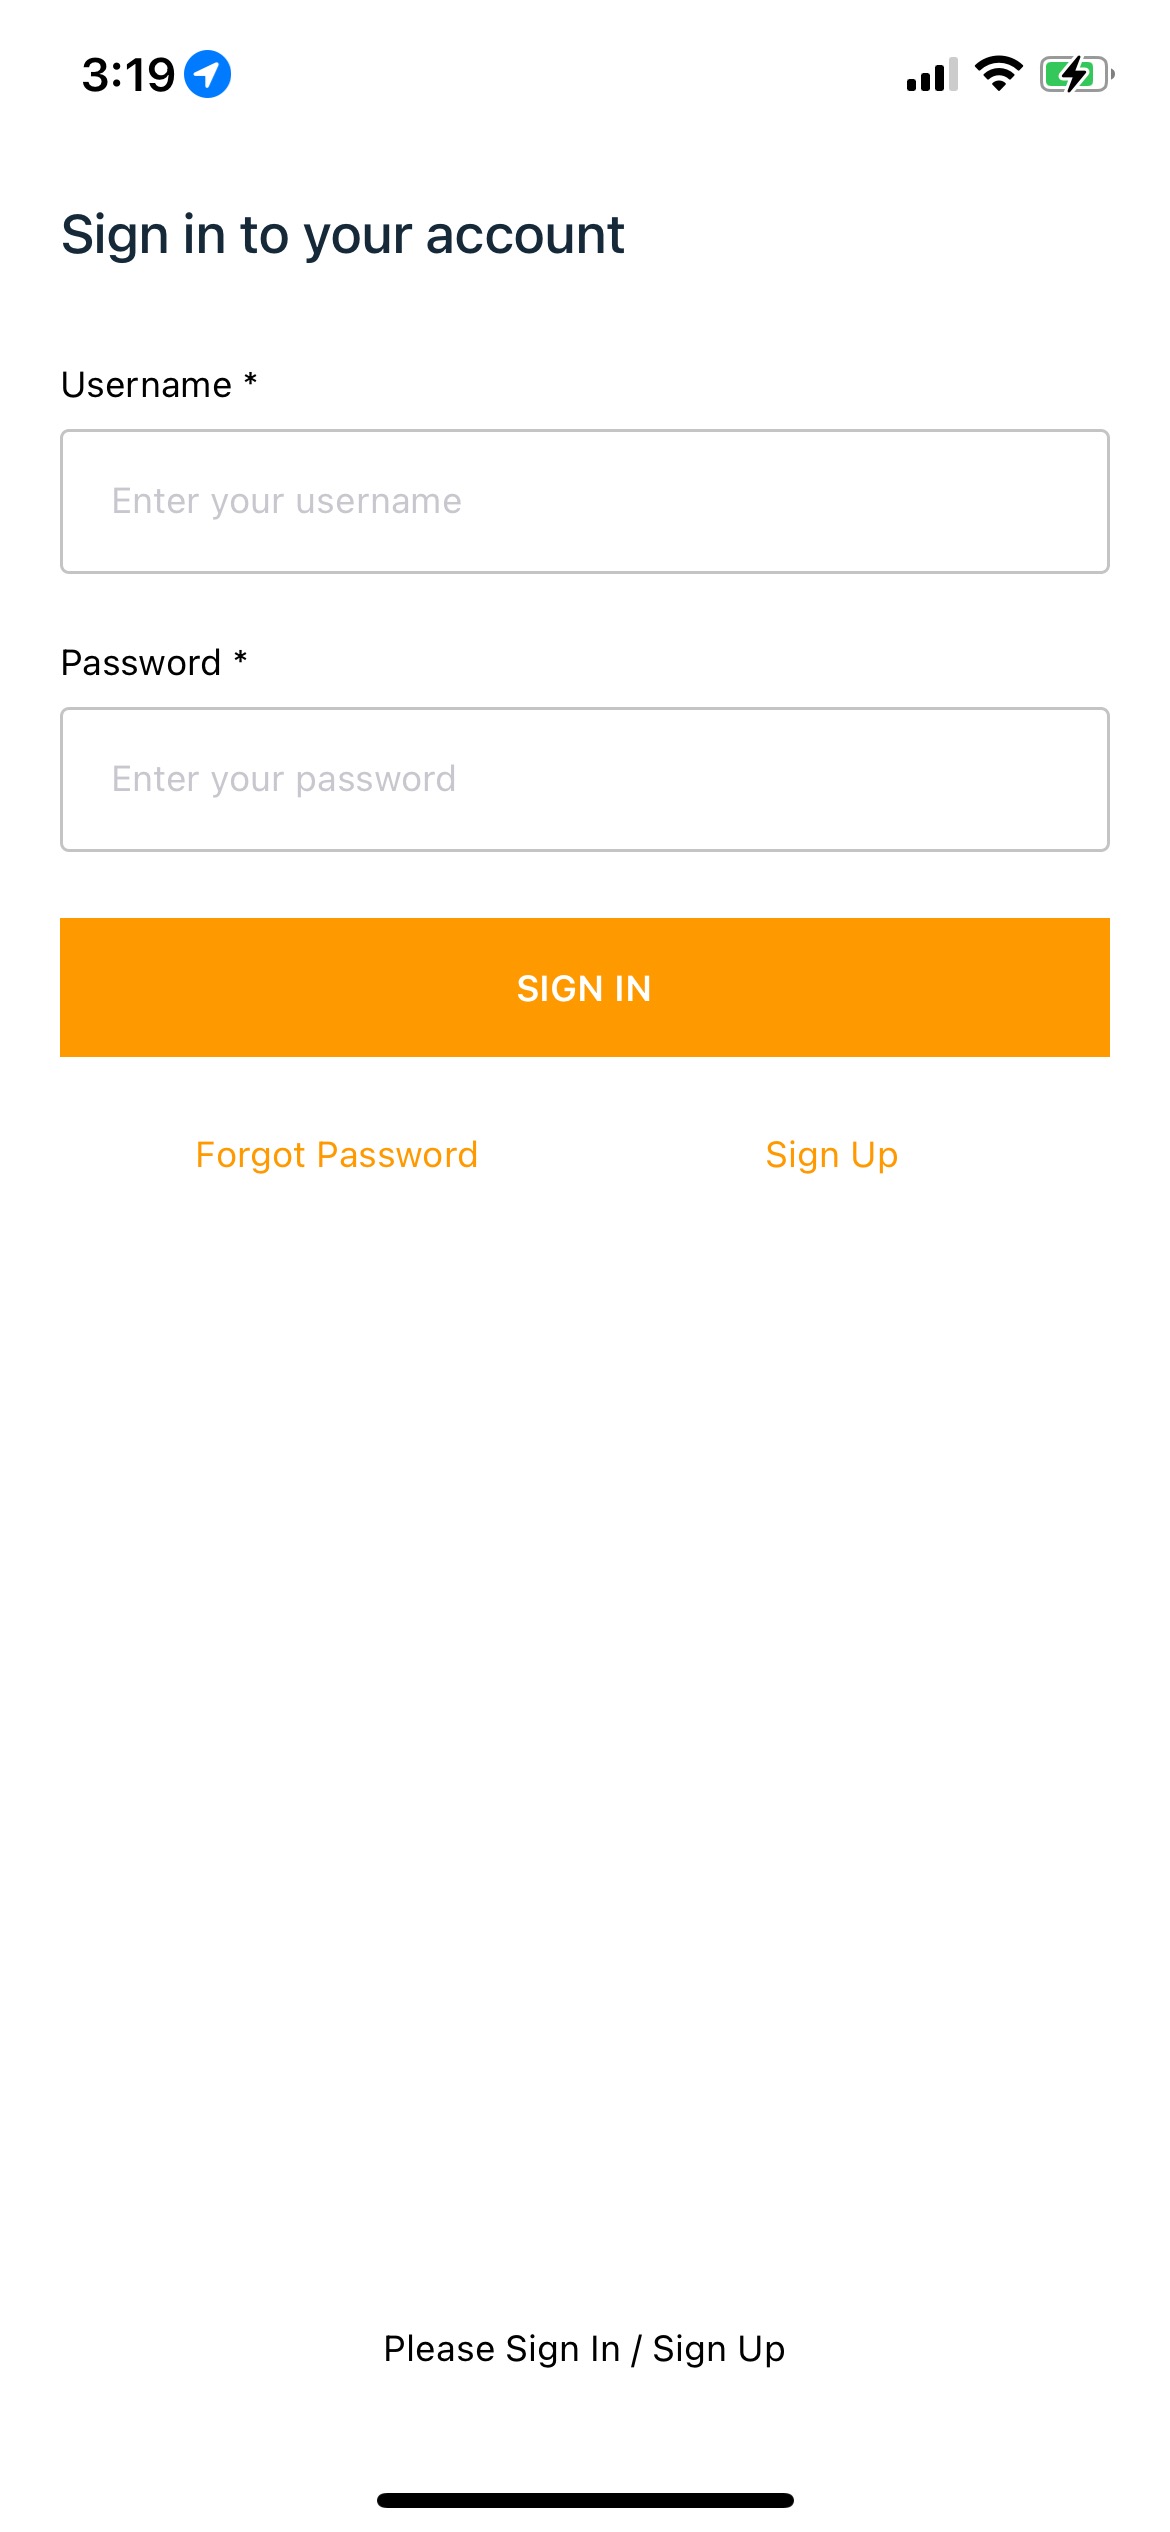 3:19
Sign in to your account
Username *
Enter your username
Password *
Enter your password
SIGN IN
Forgot Password Sign Up
Please Sign In / Sign Up